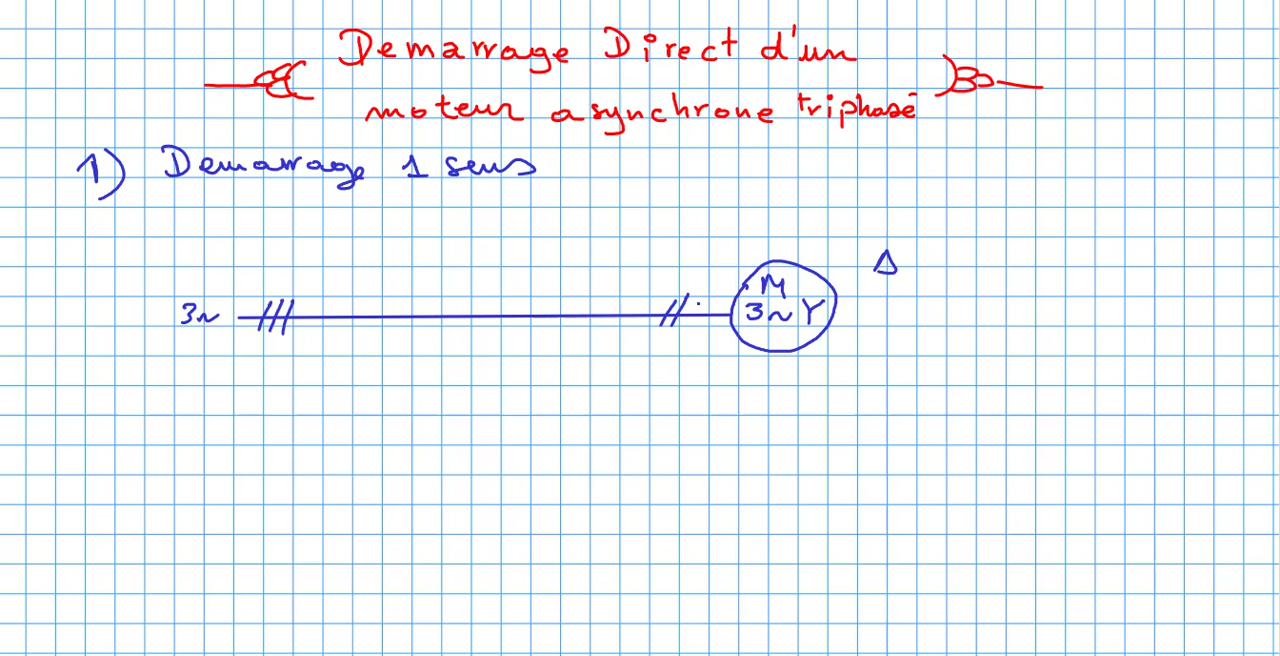 Demarrage Direct d'un
moteur asynchrone triphasé
1) Demarrage 1 sens
Δ
M
3~
3~ Y